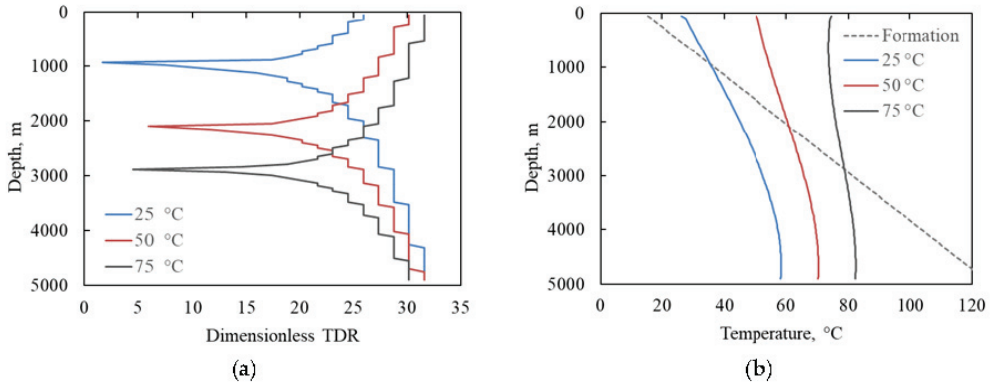 0
1000
2000
3000
4000
5000
Depth, m
25 °C
50 °C
75 °C
0 5 10 15 20 25 30 35
Dimensionless TDR
(a)
0
1000
2000
3000
4000
5000
Depth, m
Formation
25 °C
50 °C
75 °C
0 20 40 60 80 100 120
Temperature, °C
(b)